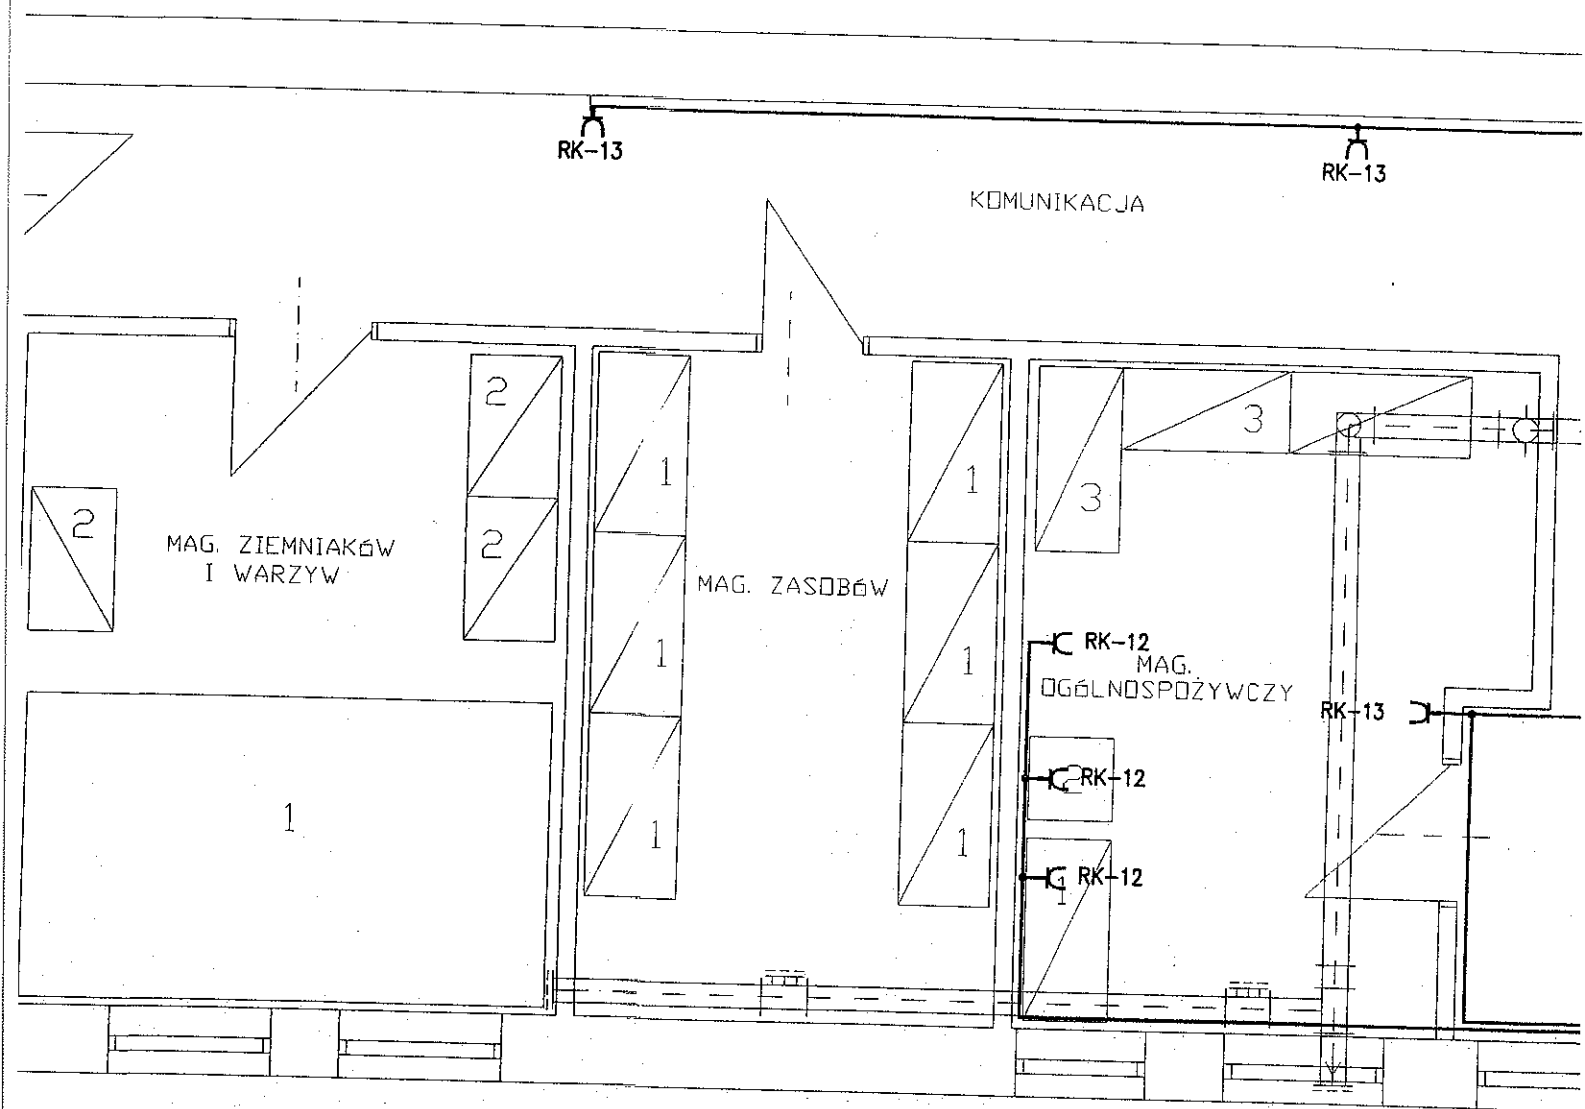 RK-13
RK-13
KOMUNIKACJA
2
3
1
1
3
2
2
MAG. ZIEMNIAKÓW
I WARZYW
MAG. ZASOBÓW
1
1
RK-12
MAG.
OGÓLNOSPOŻYWCZY
RK-13
2
RK-12
1
1
1
1
RK-12